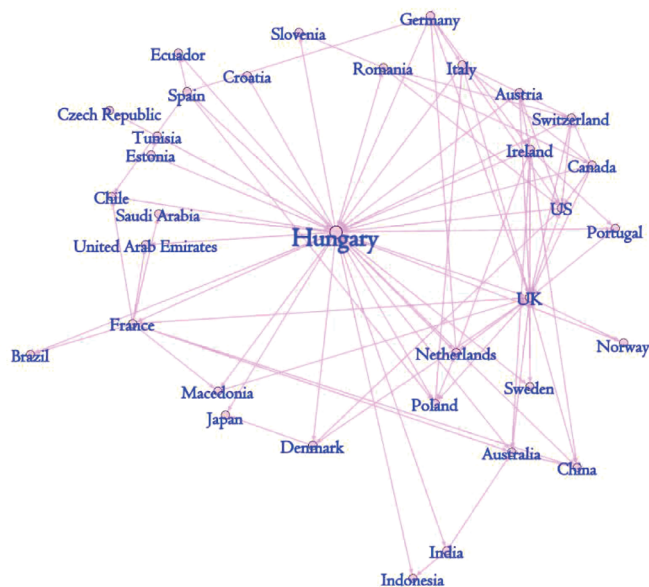 Germany
Slovenia
Ecuador
Romania
Italy
Croatia
Spain
Austria
Czech Republic
Switzerland
Tunisia
Ireland
Estonia
Canada
Chile
US
Saudi Arabia
Portugal
Hungary
United Arab Emirates
UK
France
Norway
Brazil
Netherlands
Sweden
Macedonia
Poland
Japan
Denmark
Australia
China
India
Indonesia